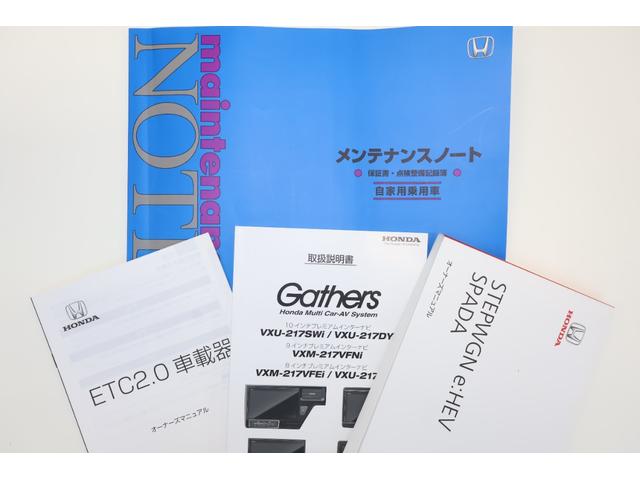 maintenan
NOTE
メンテナンスノート
保証書・点検整備記録簿
自家用乗用車
HONDA
ETC2.0 車載器
オーナーズマニュアル
HONDA
取扱説明書
Gathers
Honda Multi Car-AV System
10インチプレミアムインターナビ
VXU-217SWi / VXU-217DY
9インチプレミアムインターナビ
VXM-217VFNi
8インチプレミアムインターナビ
VXM-217VFEi / VXU-217
オーナーズマニュアル
STEPWGN e:HEV
SPADA
HONDA